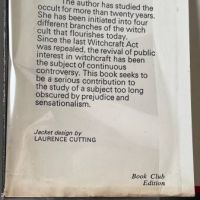 The author has studied the
occult for more than twenty years.
She has been initiated into four
different branches of the witch
cult that flourishes today.
Since the last Witchcraft Act
was repealed, the revival of public
interest in witchcraft has been
the subject of continuous
controversy. This book seeks to
be a serious contribution to
the study of a subject too long
obscured by prejudice and
sensationalism.
Jacket design by
LAURENCE CUTTING
Book Club
Edition